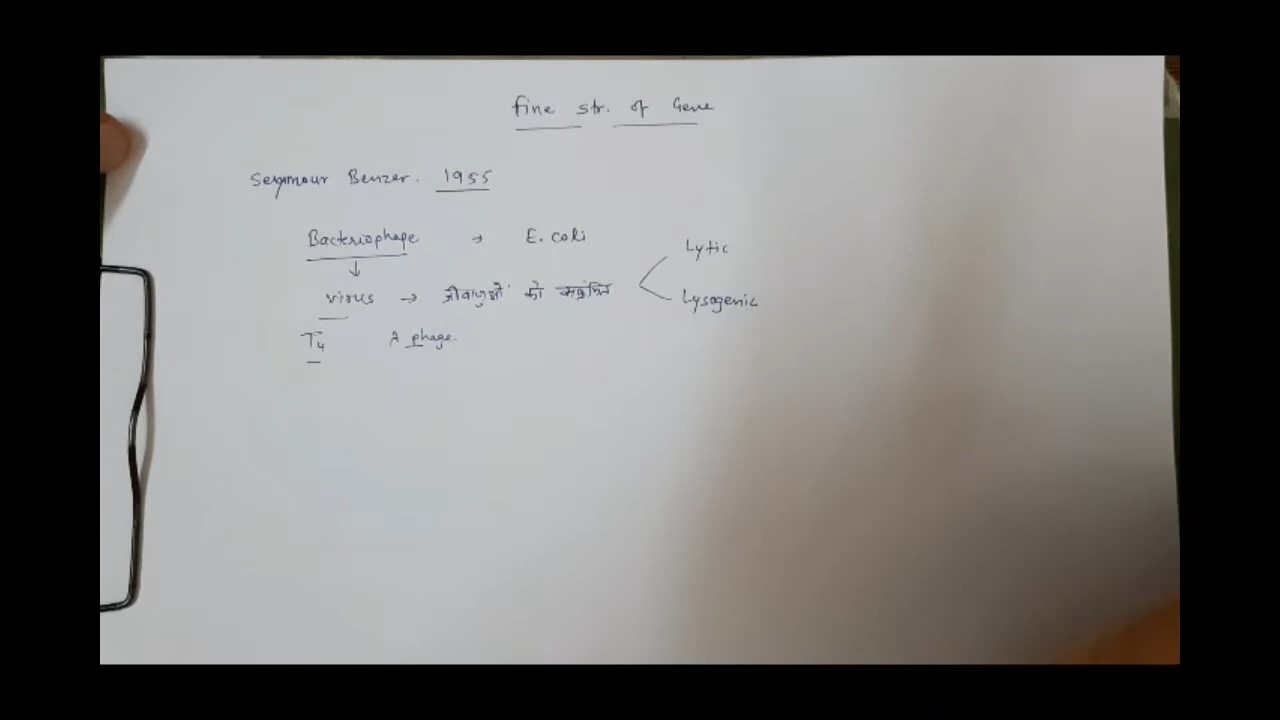 Fine str. of Gene
Seymour Benzer. 1955
Bacteriophage → E. coli
Lytic
virus → जीवाणुओं को संक्रमित
Lysogenic
T4 λ phage